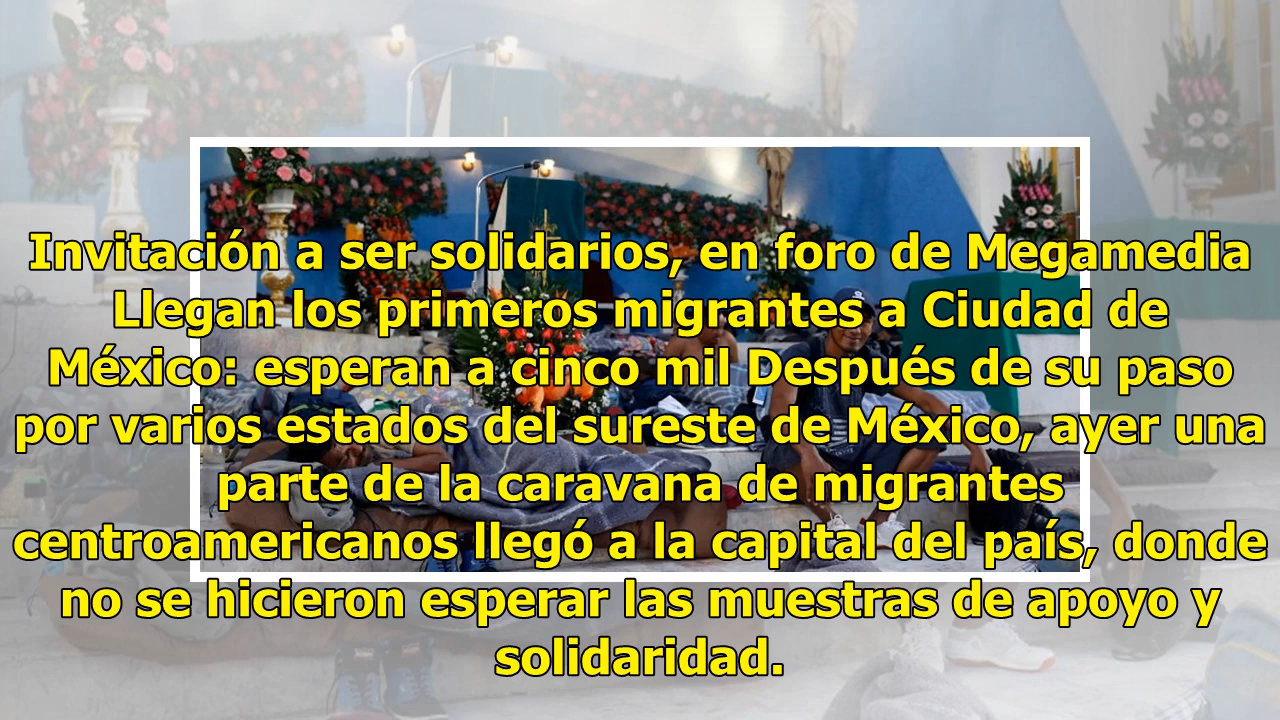 Invitación a ser solidarios, en foro de Megamedia
Llegan los primeros migrantes a Ciudad de
México: esperan a cinco mil Después de su paso
por varios estados del sureste de México, ayer una
parte de la caravana de migrantes
centroamericanos llegó a la capital del país, donde
no se hicieron esperar las muestras de apoyo y
solidaridad.